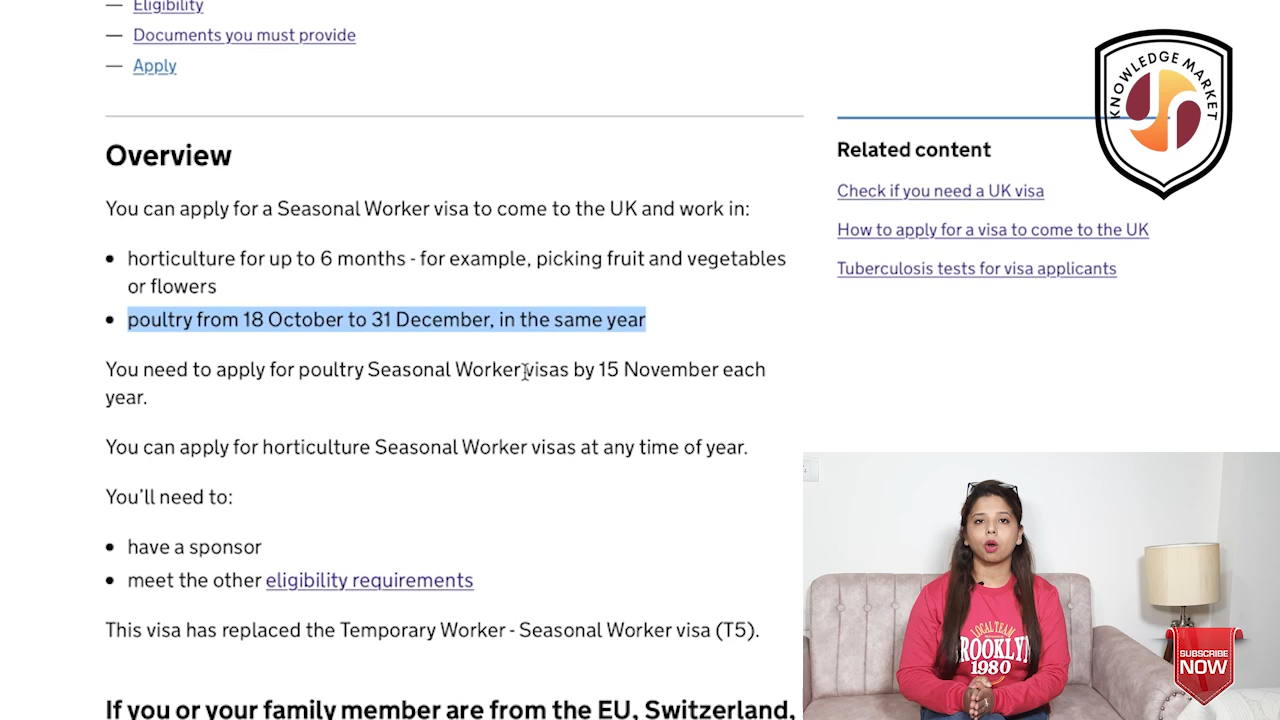 Eligibility
Documents you must provide
Apply
KNOWLEDGE MARKET
Overview
Related content
Check if you need a UK visa
You can apply for a Seasonal Worker visa to come to the UK and work in:
How to apply for a visa to come to the UK
horticulture for up to 6 months - for example, picking fruit and vegetables
or flowers
Tuberculosis tests for visa applicants
poultry from 18 October to 31 December, in the same year
You need to apply for poultry Seasonal Worker visas by 15 November each
year.
You can apply for horticulture Seasonal Worker visas at any time of year.
You'll need to:
have a sponsor
meet the other eligibility requirements
This visa has replaced the Temporary Worker - Seasonal Worker visa (T5).
If you or your family member are from the EU, Switzerland,
LOCAL TEAM
BROOKLYN
1980
SUBSCRIBE
NOW